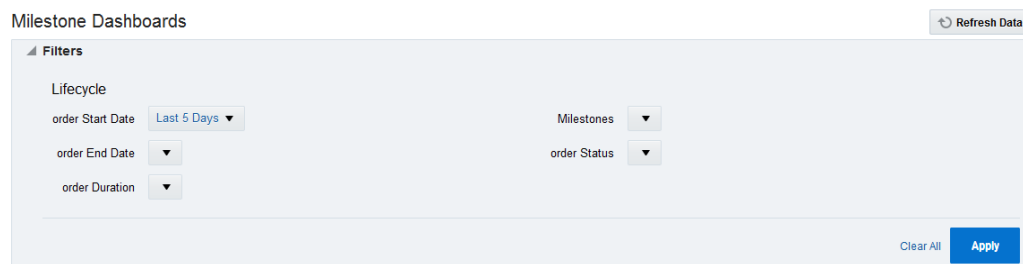 Milestone Dashboards
Refresh Data
Filters
Lifecycle
order Start Date Last 5 Days Milestones
order End Date order Status
order Duration
Clear All Apply